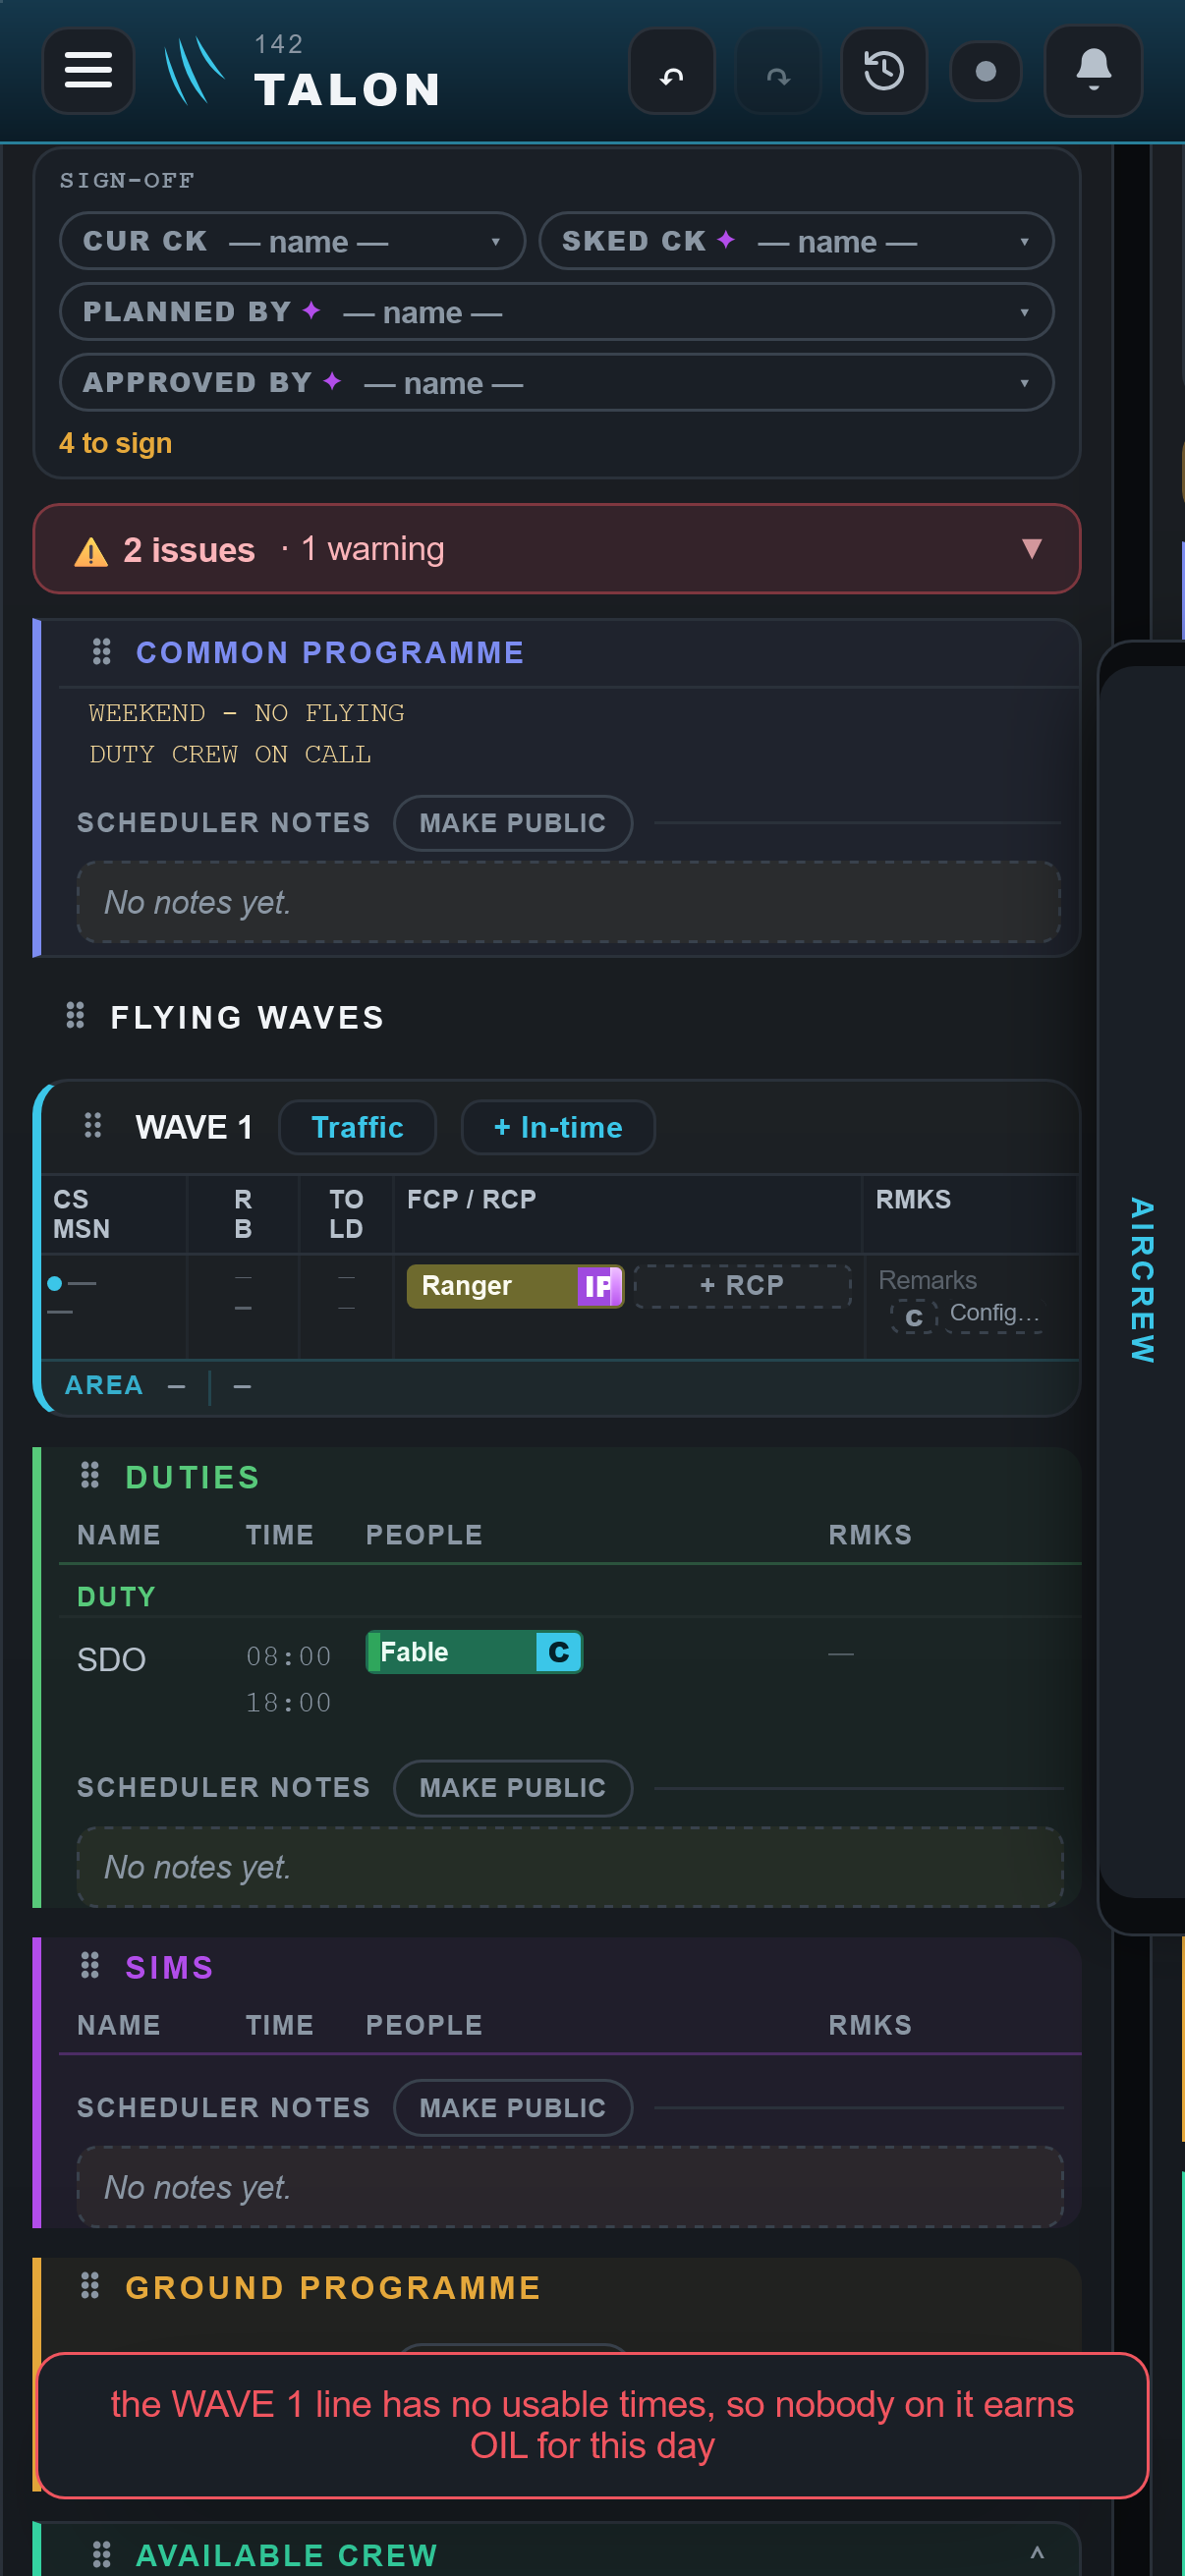 142
TALON
SIGN-OFF
CUR CK — name —
SKED CK ✦ — name —
PLANNED BY ✦ — name —
APPROVED BY ✦ — name —
4 to sign
2 issues · 1 warning
COMMON PROGRAMME
WEEKEND - NO FLYING
DUTY CREW ON CALL
SCHEDULER NOTES MAKE PUBLIC
No notes yet.
FLYING WAVES
WAVE 1 Traffic + In-time
CS R TO FCP / RCP RMKS
MSN B LD
— — — Ranger IP + RCP Remarks
— — — C Config...
AREA — | —
AIRCREW
DUTIES
NAME TIME PEOPLE RMKS
DUTY
SDO 08:00 Fable C —
18:00
SCHEDULER NOTES MAKE PUBLIC
No notes yet.
SIMS
NAME TIME PEOPLE RMKS
SCHEDULER NOTES MAKE PUBLIC
No notes yet.
GROUND PROGRAMME
the WAVE 1 line has no usable times, so nobody on it earns
OIL for this day
AVAILABLE CREW